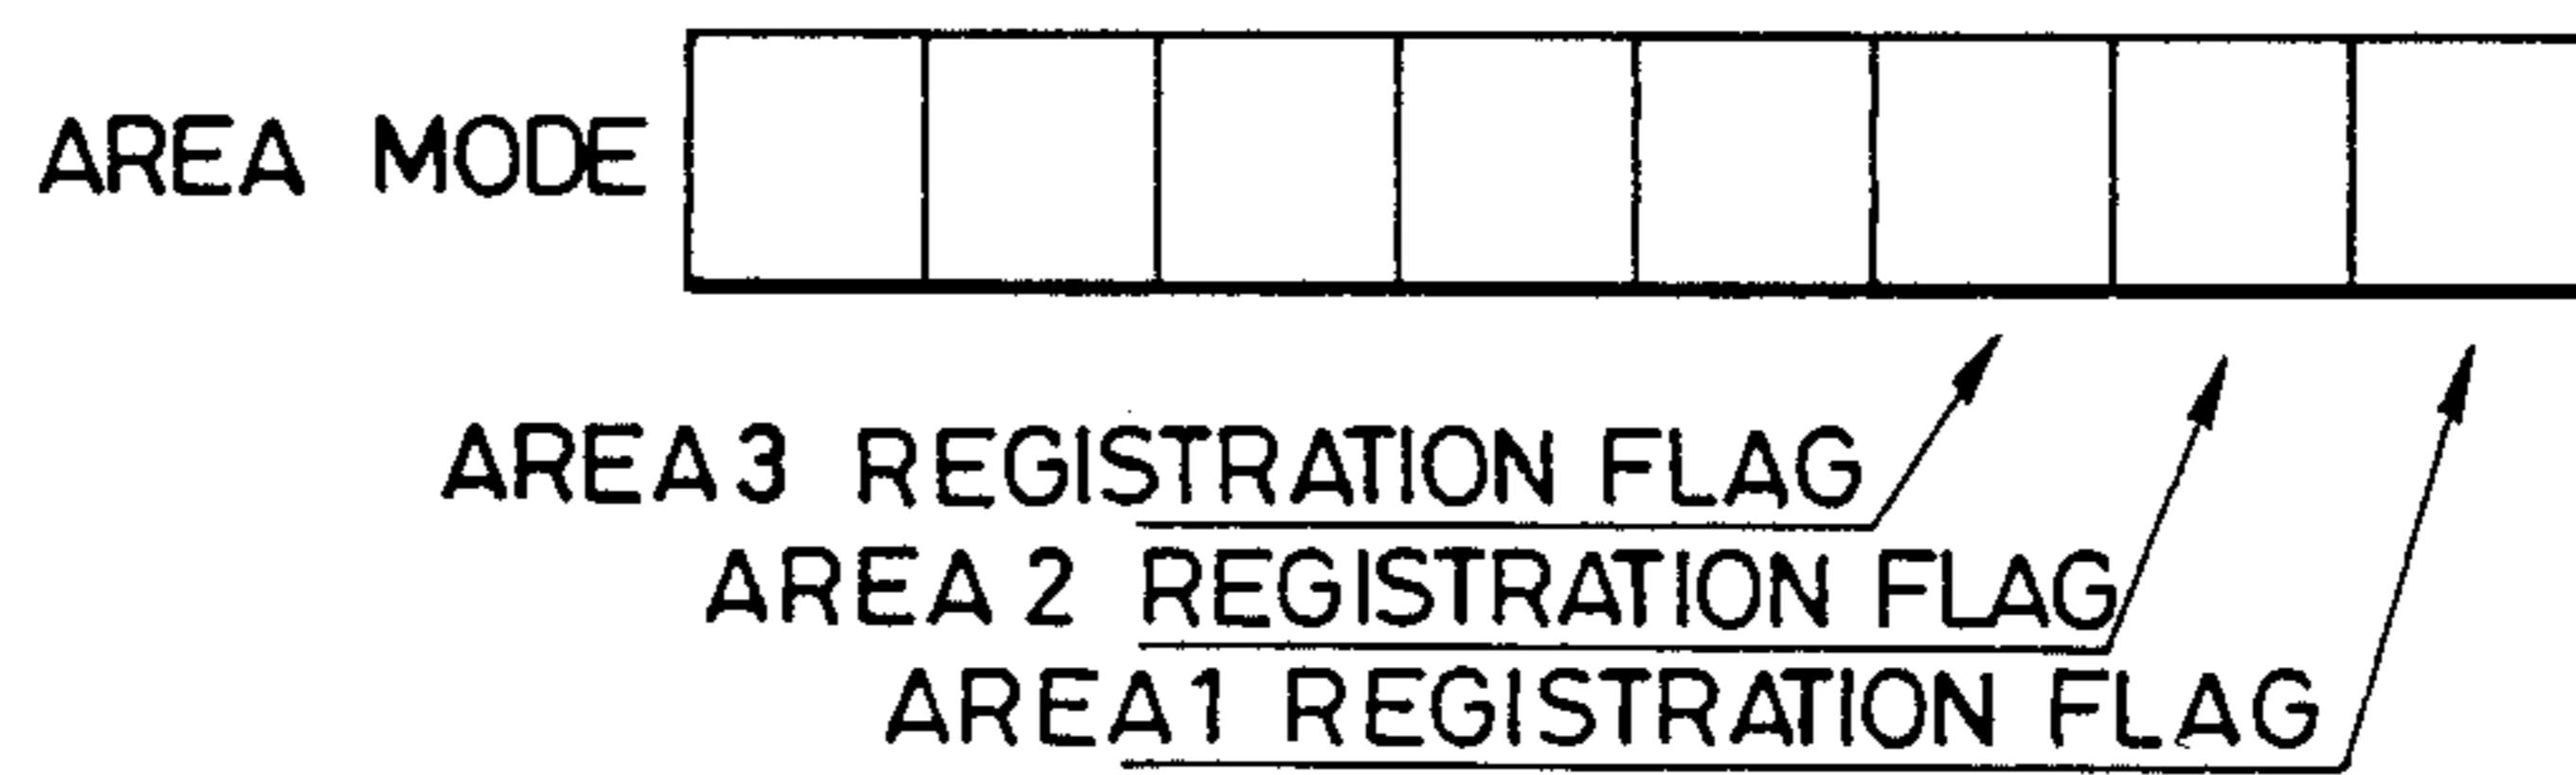 AREA MODE
AREA3 REGISTRATION FLAG
AREA 2 REGISTRATION FLAG
AREA1 REGISTRATION FLAG